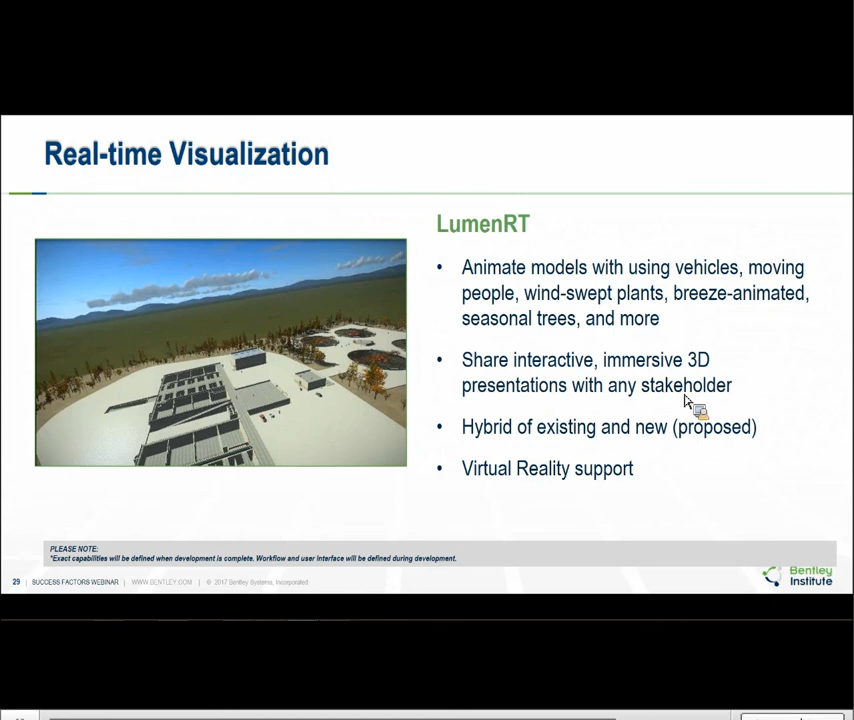 Real-time Visualization
LumenRT
• Animate models with using vehicles, moving
people, wind-swept plants, breeze-animated,
seasonal trees, and more
• Share interactive, immersive 3D
presentations with any stakeholder
• Hybrid of existing and new (proposed)
• Virtual Reality support
PLEASE NOTE:
*Exact capabilities will be defined when development is complete. Workflow and user interface will be defined during development.
29 | SUCCESS FACTORS WEBINAR | WWW.BENTLEY.COM | © 2017 Bentley Systems, Incorporated
Bentley
Institute